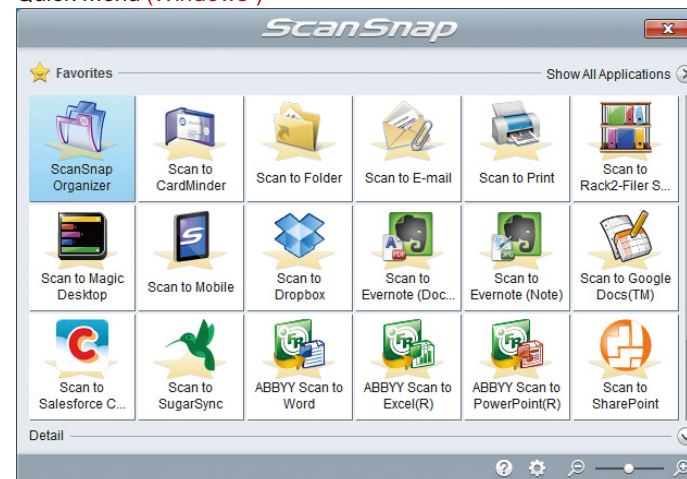 Quick Menu (Windows®)
ScanSnap
Favorites
Show All Applications
ScanSnap Organizer
Scan to CardMinder
Scan to Folder
Scan to E-mail
Scan to Print
Scan to Rack2-Filer S...
Scan to Magic Desktop
Scan to Mobile
Scan to Dropbox
Scan to Evernote (Doc...
Scan to Evernote (Note)
Scan to Google Docs(TM)
Scan to Salesforce C...
Scan to SugarSync
ABBYY Scan to Word
ABBYY Scan to Excel(R)
ABBYY Scan to PowerPoint(R)
Scan to SharePoint
Detail